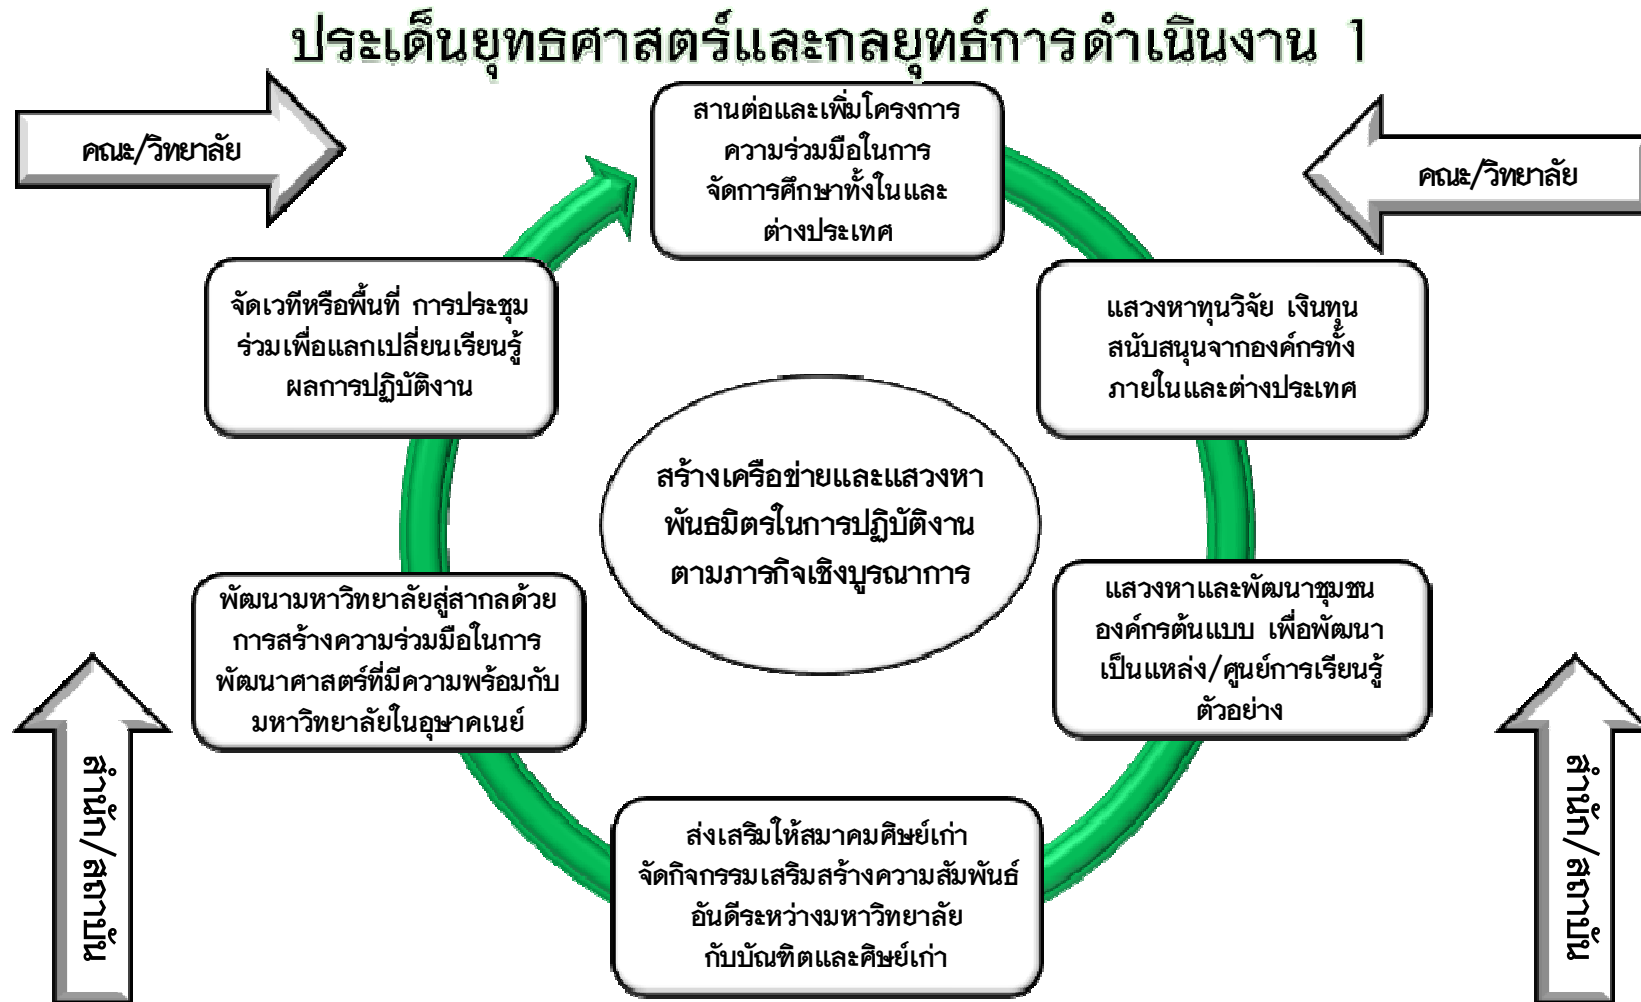 ประเด็นยุทธศาสตร์และกลยุทธ์การดำเนินงาน 1
คณะ/วิทยาลัย
สานต่อและเพิ่มโครงการ
ความร่วมมือในการ
จัดการศึกษาทั้งในและ
ต่างประเทศ
คณะ/วิทยาลัย
จัดเวทีหรือพื้นที่ การประชุม
ร่วมเพื่อแลกเปลี่ยนเรียนรู้
ผลการปฏิบัติงาน
แสวงหาทุนวิจัย เงินทุน
สนับสนุนจากองค์กรทั้ง
ภายในและต่างประเทศ
สร้างเครือข่ายและแสวงหา
พันธมิตรในการปฏิบัติงาน
ตามภารกิจเชิงบูรณาการ
พัฒนามหาวิทยาลัยสู่สากลด้วย
การสร้างความร่วมมือในการ
พัฒนาศาสตร์ที่มีความพร้อมกับ
มหาวิทยาลัยในอุษาคเนย์
แสวงหาและพัฒนาชุมชน
องค์กรต้นแบบ เพื่อพัฒนา
เป็นแหล่ง/ศูนย์การเรียนรู้
ตัวอย่าง
สำนัก/สถาบัน
ส่งเสริมให้สมาคมศิษย์เก่า
จัดกิจกรรมเสริมสร้างความสัมพันธ์
อันดีระหว่างมหาวิทยาลัย
กับบัณฑิตและศิษย์เก่า
สำนัก/สถาบัน